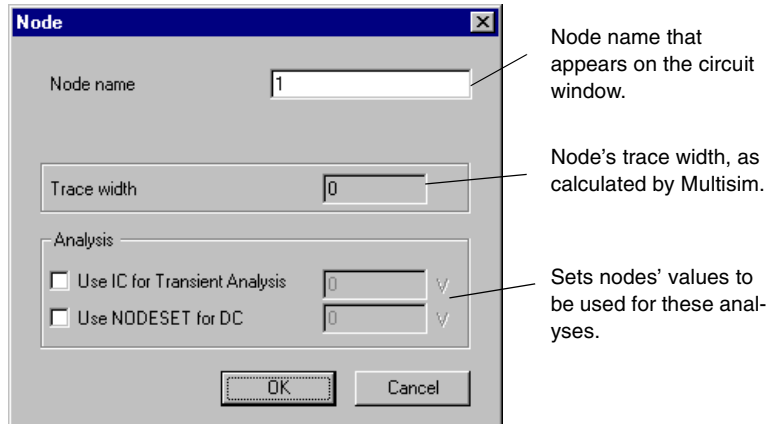 Node
Node name
1
Node name that
appears on the circuit
window.
Trace width
0
Node’s trace width, as
calculated by Multisim.
Analysis
Use IC for Transient Analysis
0
V
Use NODESET for DC
0
V
Sets nodes’ values to
be used for these anal-
yses.
OK
Cancel